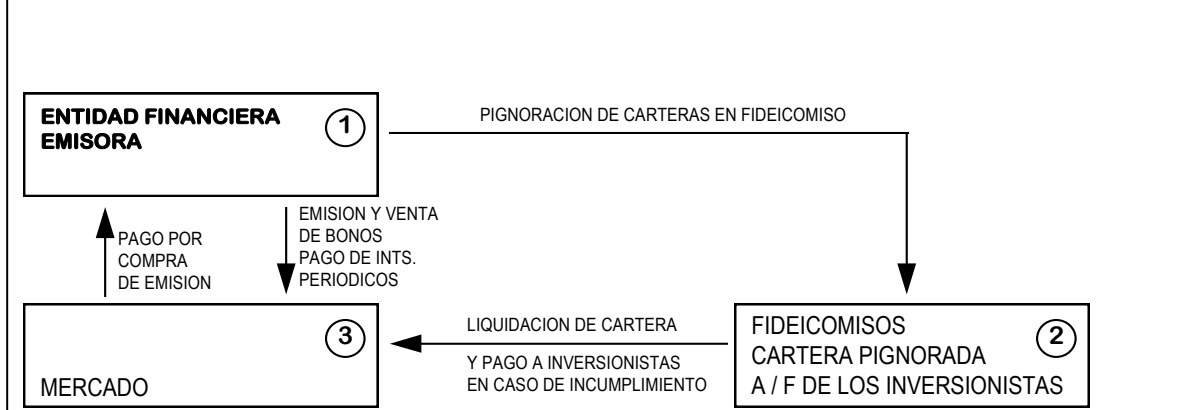 ENTIDAD FINANCIERA
EMISORA
1
PIGNORACION DE CARTERAS EN FIDEICOMISO
PAGO POR
COMPRA
DE EMISION
EMISION Y VENTA
DE BONOS
PAGO DE INTS.
PERIODICOS
3
MERCADO
LIQUIDACION DE CARTERA
Y PAGO A INVERSIONISTAS
EN CASO DE INCUMPLIMIENTO
FIDEICOMISOS
2
CARTERA PIGNORADA
A / F DE LOS INVERSIONISTAS